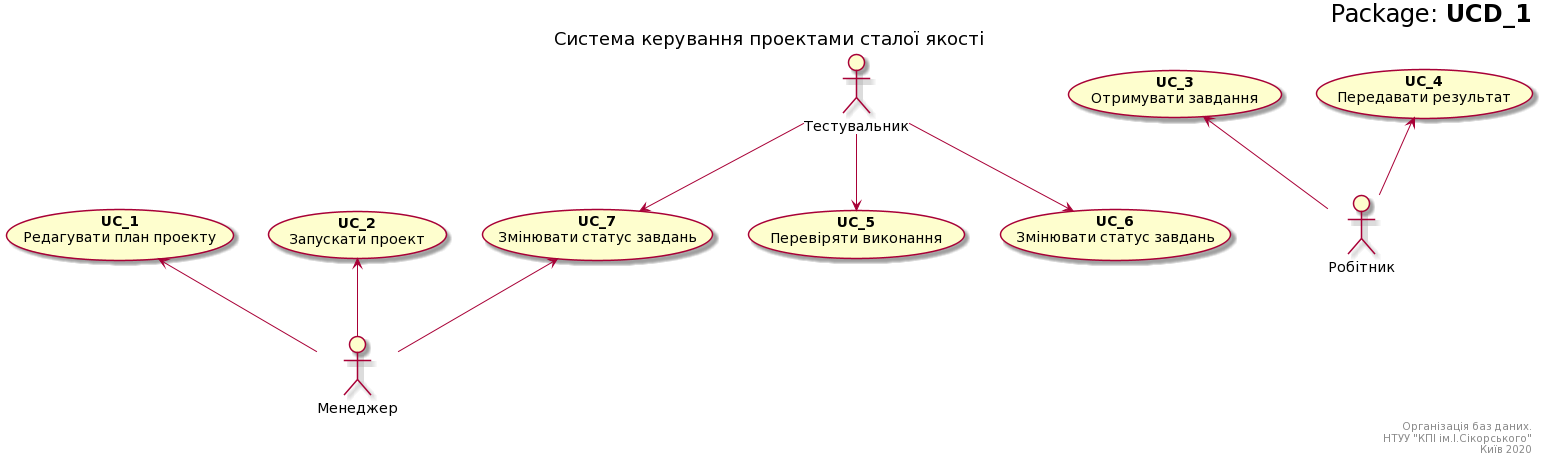 Package: UCD_1
Система керування проектами сталої якості
UC_3
Отримувати завдання
UC_4
Передавати результат
Тестувальник
UC_1
Редагувати план проекту
UC_2
Запускати проект
UC_7
Змінювати статус завдань
UC_5
Перевіряти виконання
UC_6
Змінювати статус завдань
Робітник
Менеджер
Організація баз даних.
НТУУ "КПІ ім.І.Сікорського"
Київ 2020